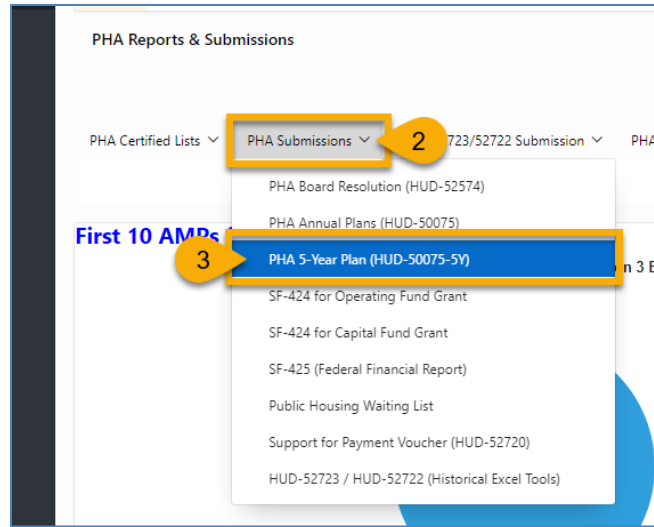 PHA Reports & Submissions
PHA Certified Lists PHA Submissions 2 723/52722 Submission PHA
PHA Board Resolution (HUD-52574)
PHA Annual Plans (HUD-50075)
First 10 AMPs
3 PHA 5-Year Plan (HUD-50075-5Y)
n 3 E
SF-424 for Operating Fund Grant
SF-424 for Capital Fund Grant
SF-425 (Federal Financial Report)
Public Housing Waiting List
Support for Payment Voucher (HUD-52720)
HUD-52723 / HUD-52722 (Historical Excel Tools)